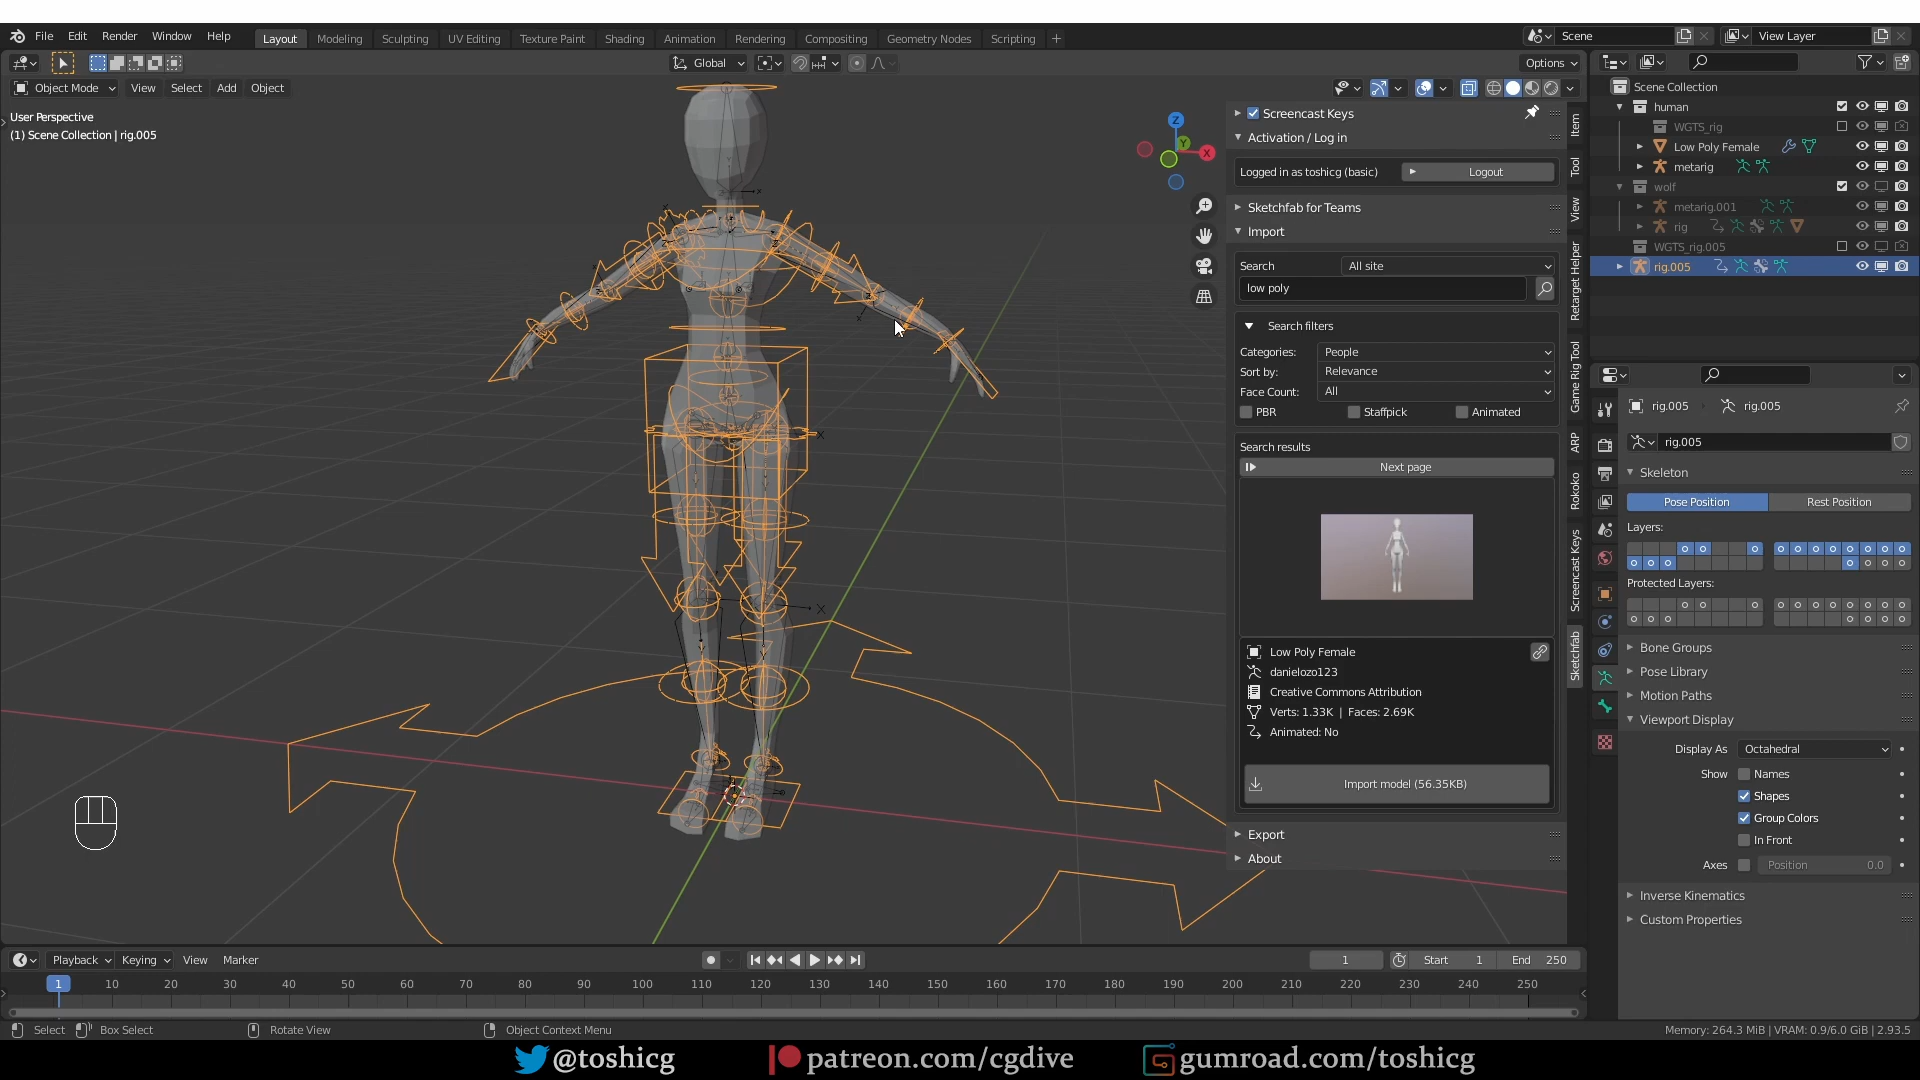 File Edit Render Window Help Layout Modeling Sculpting UV Editing Texture Paint Shading Animation Rendering Compositing Geometry Nodes Scripting + Scene View Layer
Global Options
Object Mode View Select Add Object
User Perspective
(1) Scene Collection | rig.005
Z
Y
X
Screencast Keys
Activation / Log in
Logged in as toshicg (basic) Logout
Sketchfab for Teams
Import
Search All site
low poly
Search filters
Categories: People
Sort by: Relevance
Face Count: All
PBR Staffpick Animated
Search results
Next page
Low Poly Female
danielozo123
Creative Commons Attribution
Verts: 1.33K | Faces: 2.69K
Animated: No
Import model (56.35KB)
Export
About
Item
Tool
View
Retarget Helper
Game Rig Tool
ARP
Rokoko
Screencast Keys
Sketchfab
Scene Collection
human
WGTS_rig
Low Poly Female
metarig
wolf
metarig.001
rig
WGTS_rig.005
rig.005
rig.005 rig.005
rig.005
Skeleton
Pose Position Rest Position
Layers:
Protected Layers:
Bone Groups
Pose Library
Motion Paths
Viewport Display
Display As Octahedral
Show Names
Shapes
Group Colors
In Front
Axes Position 0.0
Inverse Kinematics
Custom Properties
Playback Keying View Marker 1 Start 1 End 250
1 10 20 30 40 50 60 70 80 90 100 110 120 130 140 150 160 170 180 190 200 210 220 230 240 250
Select Box Select Rotate View Object Context Menu Memory: 264.3 MiB | VRAM: 0.9/6.0 GiB | 2.93.5
@toshicg patreon.com/cgdive gumroad.com/toshicg